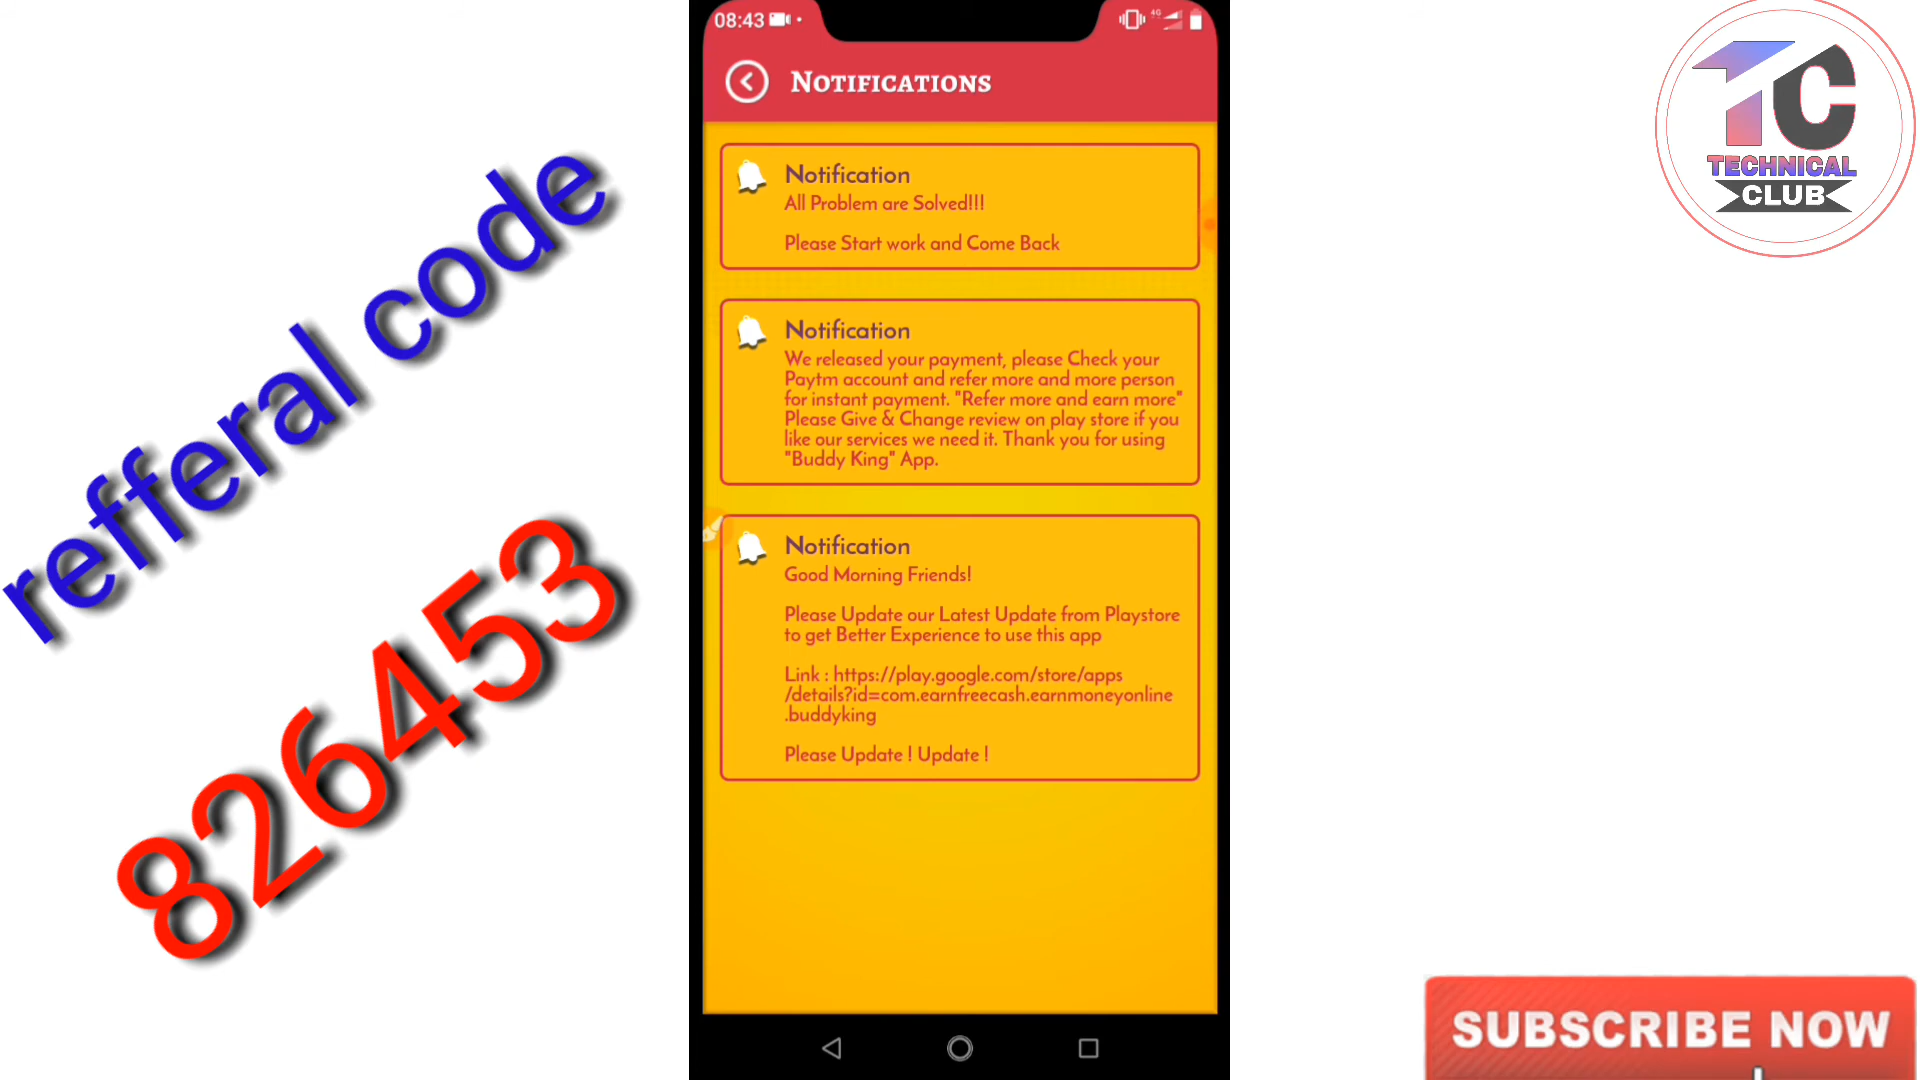 08:43
4G
NOTIFICATIONS
Notification
All Problem are Solved!!!
Please Start work and Come Back
Notification
We released your payment, please Check your
Paytm account and refer more and more person
for instant payment. "Refer more and earn more"
Please Give & Change review on play store if you
like our services we need it. Thank you for using
"Buddy King" App.
Notification
Good Morning Friends!
Please Update our Latest Update from Playstore
to get Better Experience to use this app
Link : https://play.google.com/store/apps
/details?id=com.earnfreecash.earnmoneyonline
.buddyking
Please Update ! Update !
refferal code
826453
TC
TECHNICAL
CLUB
SUBSCRIBE NOW